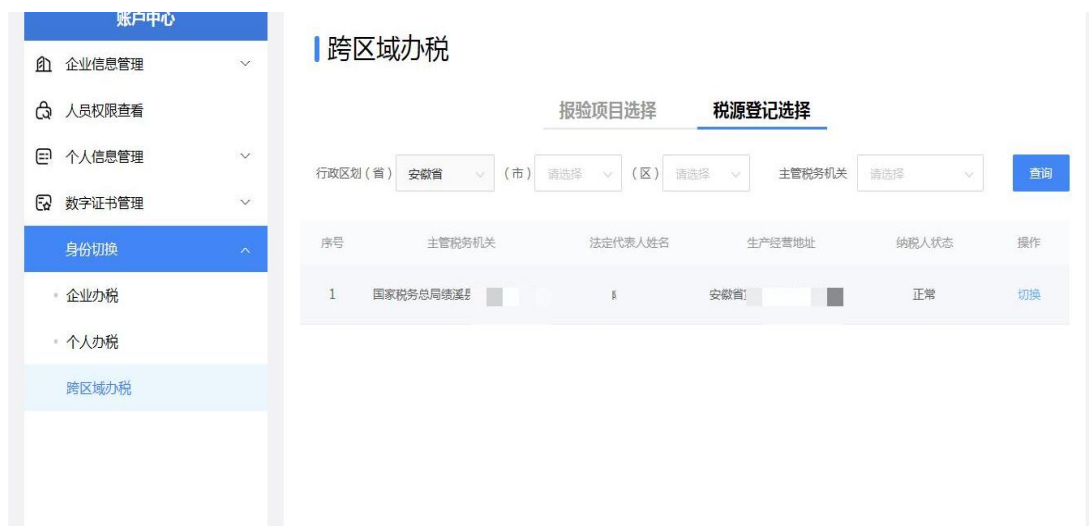 账户中心
企业信息管理
人员权限查看
个人信息管理
数字证书管理
身份切换
企业办税
个人办税
跨区域办税
跨区域办税
报验项目选择 税源登记选择
行政区划(省) 安徽省 (市) 请选择 (区) 请选择 主管税务机关 请选择 查询
序号 主管税务机关 法定代表人姓名 生产经营地址 纳税人状态 操作
1 国家税务总局绩溪县 安徽省 正常 切换